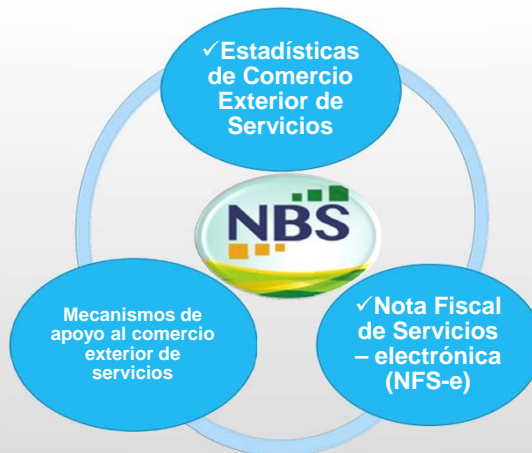 ✓Estadísticas
de Comercio
Exterior de
Servicios
NBS
Mecanismos de
apoyo al comercio
exterior de
servicios
✓Nota Fiscal
de Servicios
– electrónica
(NFS-e)